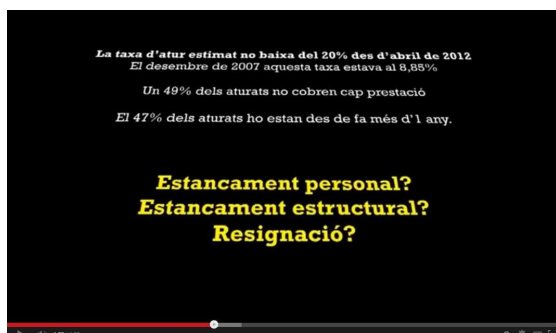 La taxa d'atur estimat no baixa del 20% des d'abril de 2012
El desembre de 2007 aquesta taxa estava al 8,85%
Un 49% dels aturats no cobren cap prestació
El 47% dels aturats ho estan des de fa més d'1 any.
Estancament personal?
Estancament estructural?
Resignació?